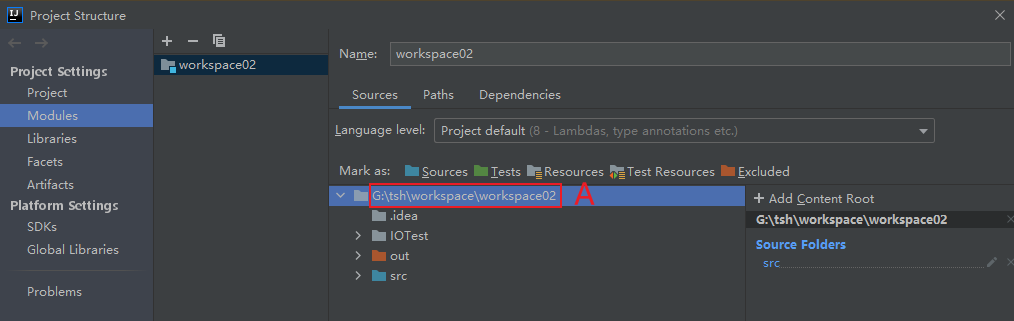 Project Structure
Project Settings
Project
Modules
Libraries
Facets
Artifacts
Platform Settings
SDKs
Global Libraries
Problems
workspace02
Name: workspace02
Sources Paths Dependencies
Language level: Project default (8 - Lambdas, type annotations etc.)
Mark as: Sources Tests Resources Test Resources Excluded
G:\tsh\workspace\workspace02 A
.idea
IOTest
out
src
+ Add Content Root
G:\tsh\workspace\workspace02
Source Folders
src